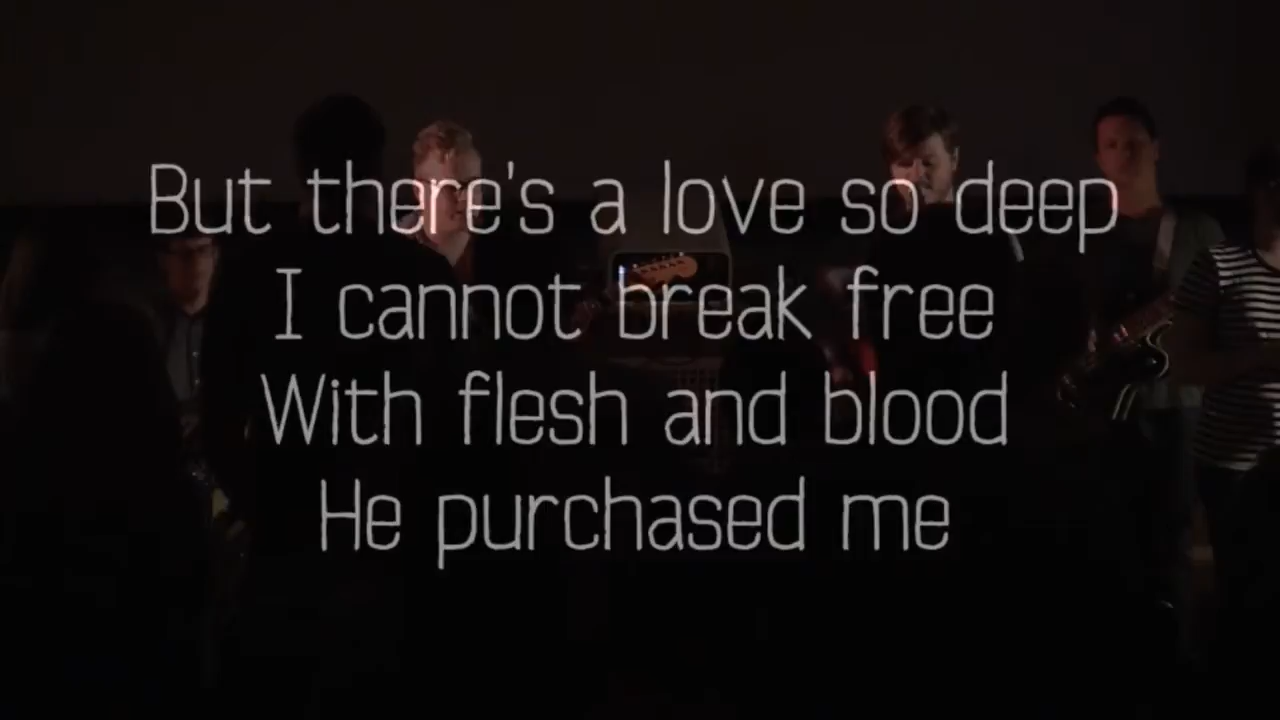 But there's a love so deep
I cannot break free
With flesh and blood
He purchased me